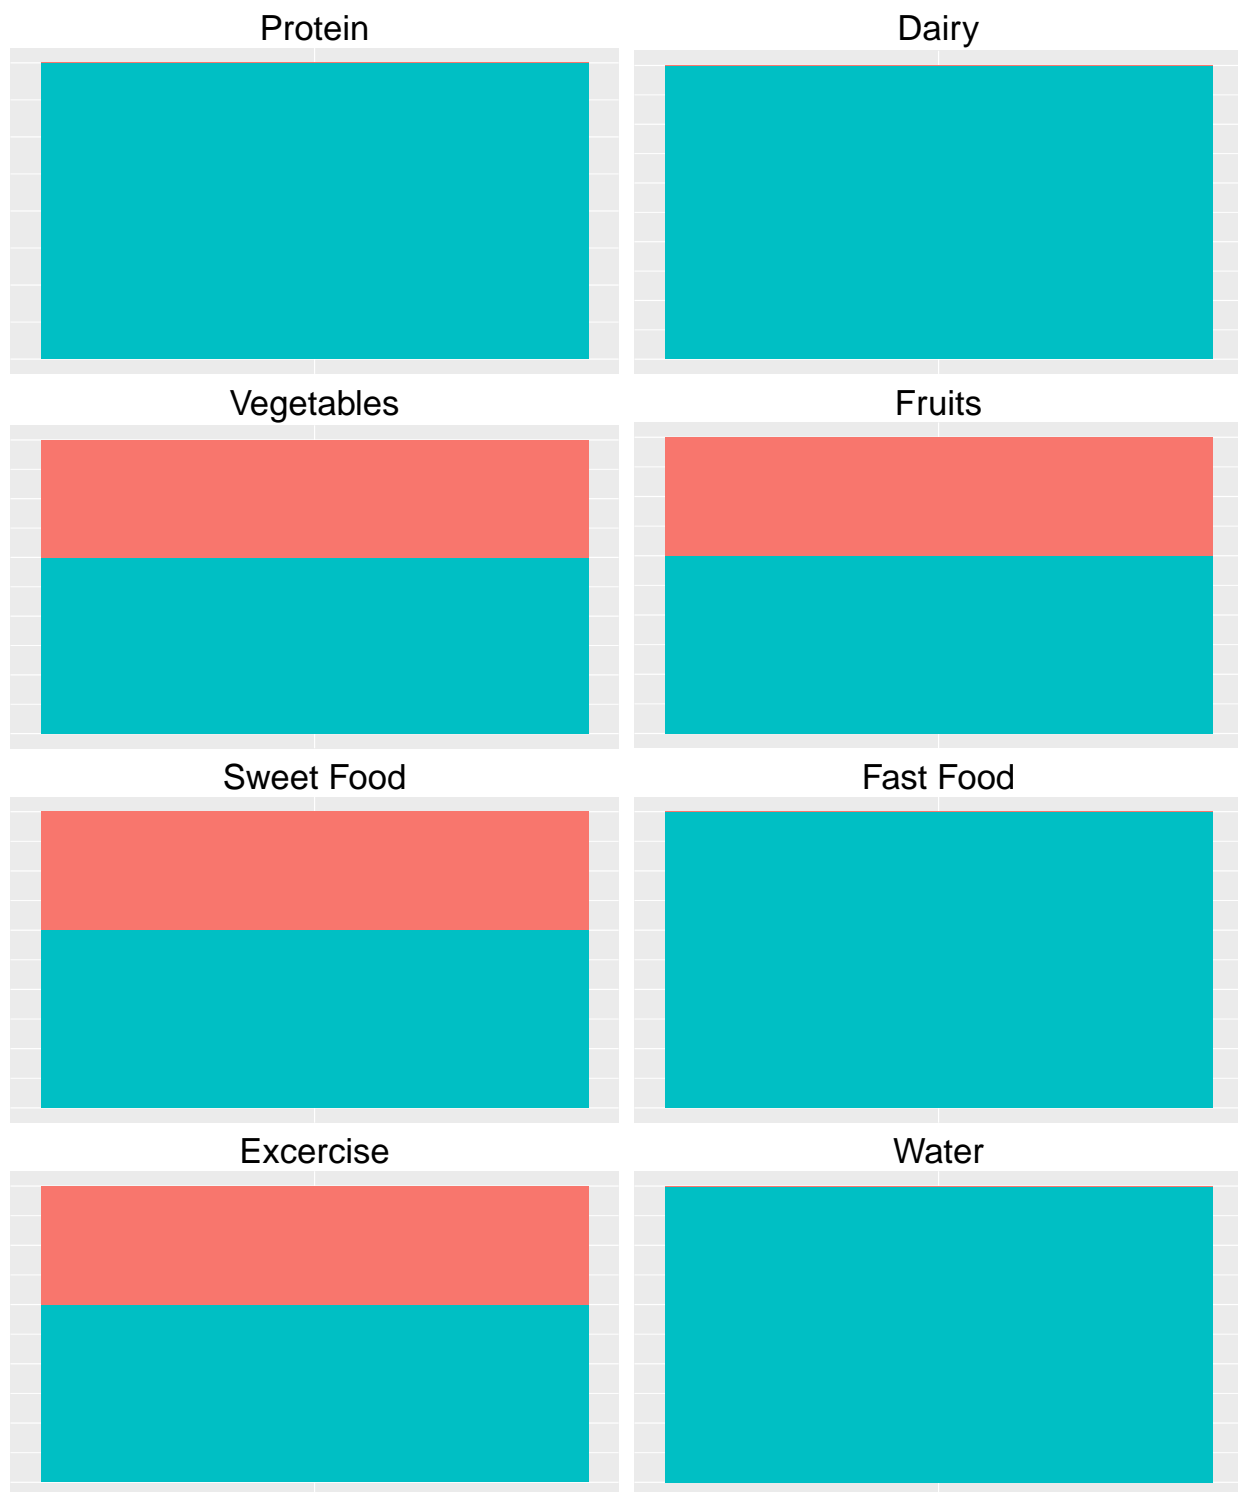 Protein
Dairy
Vegetables
Fruits
Sweet Food
Fast Food
Excercise
Water